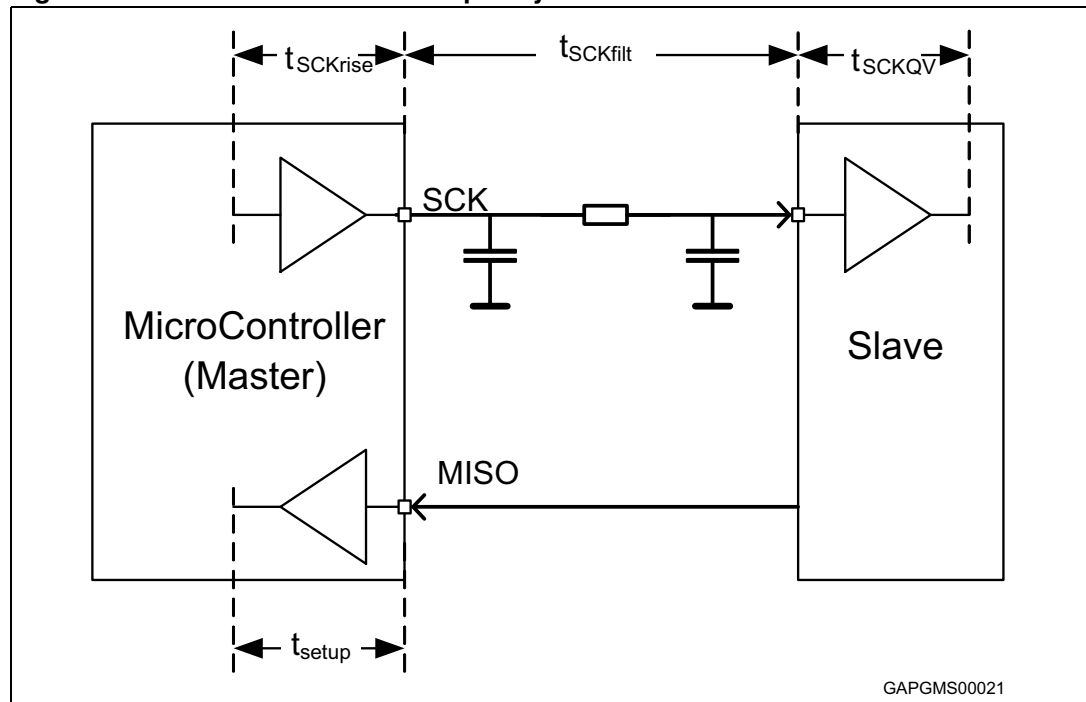 tSCKrise
tSCKfilt
tSCKQV
SCK
MicroController
(Master)
Slave
MISO
tsetup
GAPGMS00021